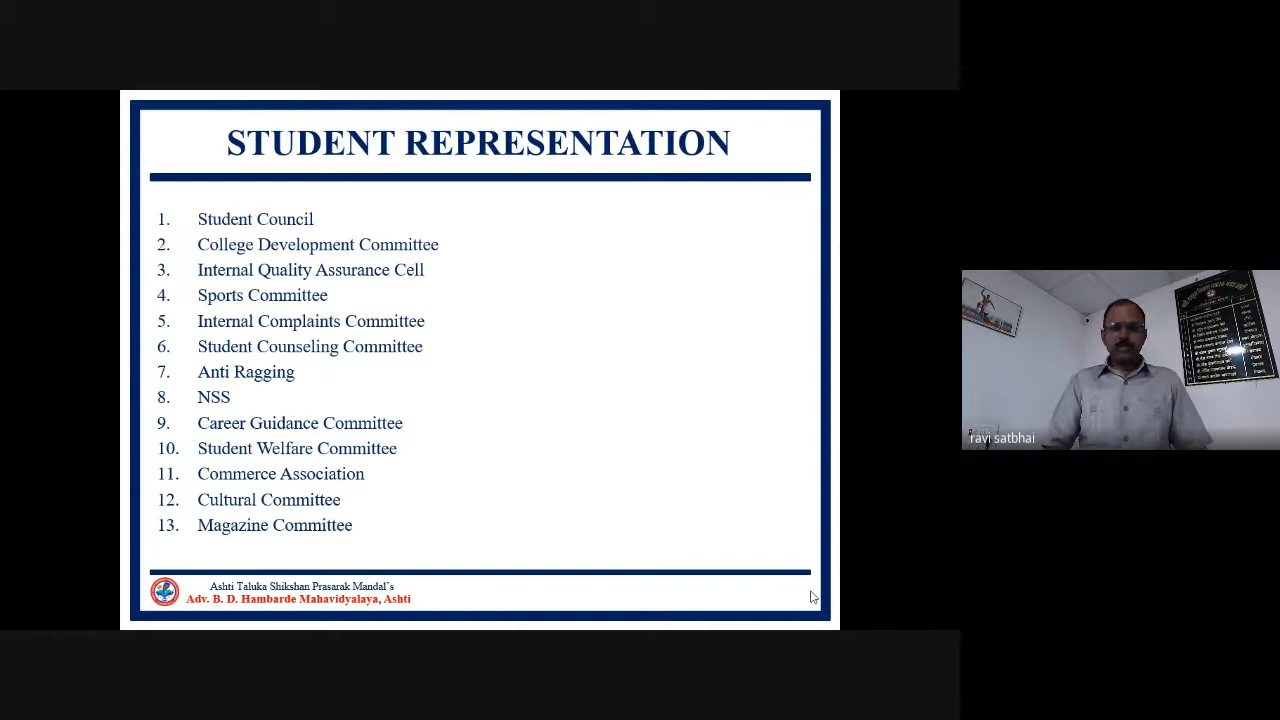 STUDENT REPRESENTATION
1. Student Council
2. College Development Committee
3. Internal Quality Assurance Cell
4. Sports Committee
5. Internal Complaints Committee
6. Student Counseling Committee
7. Anti Ragging
8. NSS
9. Career Guidance Committee
10. Student Welfare Committee
11. Commerce Association
12. Cultural Committee
13. Magazine Committee
Ashti Taluka Shikshan Prasarak Mandal's
Adv. B. D. Hambarde Mahavidyalaya, Ashti
ravi satbhai